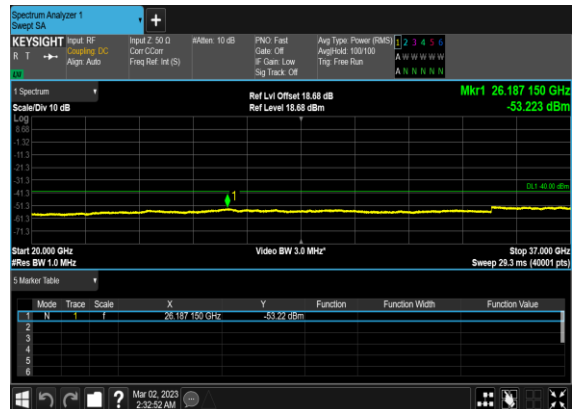 Spectrum Analyzer 1
Swept SA
KEYSIGHT Input: RF Input Z: 50 Ω #Atten: 10 dB PNO: Fast Avg Type: Power (RMS) 1 2 3 4 5 6
R T Coupling: DC Corr CCorr Gate: Off Avg|Hold: 100/100 A W W W W W
Align: Auto Freq Ref: Int (S) IF Gain: Low Trig: Free Run
LW Sig Track: Off A N N N N N
1 Spectrum Ref Lvl Offset 18.68 dB Mkr1 26.187 150 GHz
Scale/Div 10 dB Ref Level 18.68 dBm -53.223 dBm
Log
8.68
-1.32
-11.3
-21.3
-31.3
DL1 -40.00 dBm
-41.3
1
-51.3
-61.3
-71.3
Start 20.000 GHz Video BW 3.0 MHz* Stop 37.000 GHz
#Res BW 1.0 MHz Sweep 29.3 ms (40001 pts)
5 Marker Table
Mode Trace Scale X Y Function Function Width Function Value
1 N 1 f 26.187 150 GHz -53.22 dBm
2
3
4
5
6
? Mar 02, 2023
2:32:52 AM